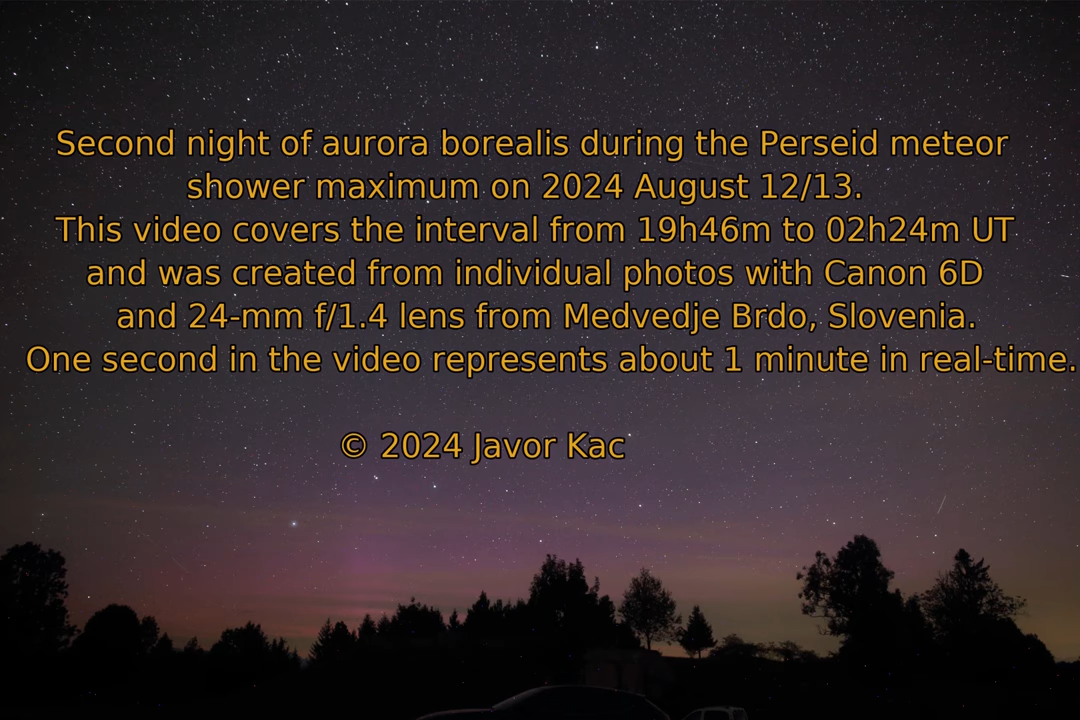 Second night of aurora borealis during the Perseid meteor
shower maximum on 2024 August 12/13.
This video covers the interval from 19h46m to 02h24m UT
and was created from individual photos with Canon 6D
and 24-mm f/1.4 lens from Medvedje Brdo, Slovenia.
One second in the video represents about 1 minute in real-time.
© 2024 Javor Kac